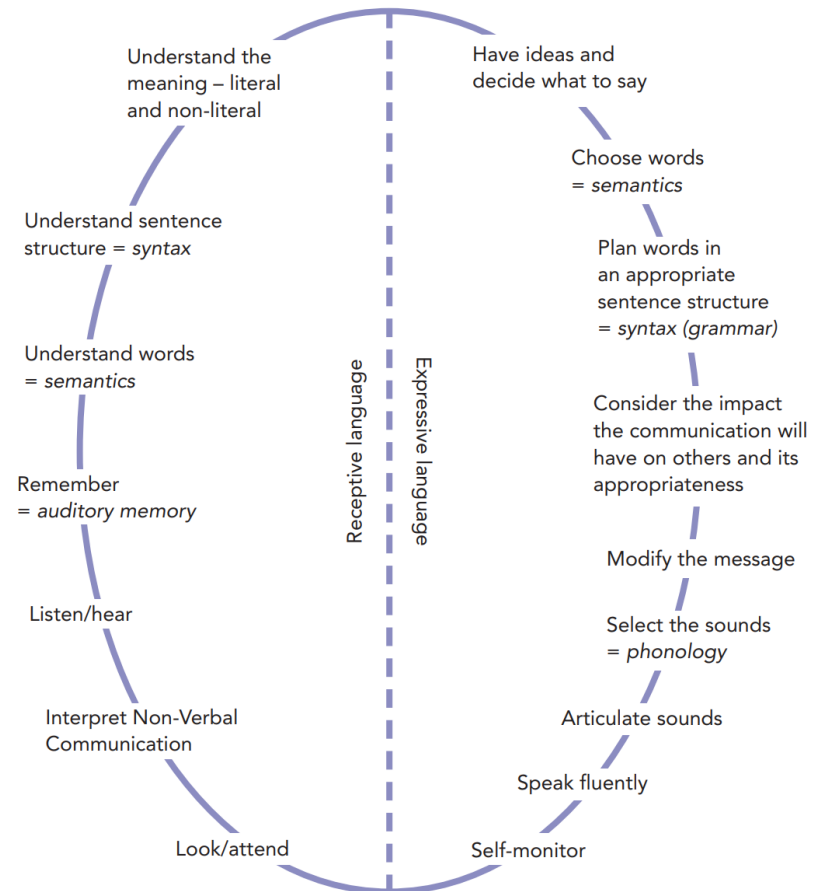 Understand the
meaning – literal
and non-literal
Understand sentence
structure = syntax
Understand words
= semantics
Remember
= auditory memory
Listen/hear
Interpret Non-Verbal
Communication
Look/attend
Receptive language
Expressive language
Have ideas and
decide what to say
Choose words
= semantics
Plan words in
an appropriate
sentence structure
= syntax (grammar)
Consider the impact
the communication will
have on others and its
appropriateness
Modify the message
Select the sounds
= phonology
Articulate sounds
Speak fluently
Self-monitor